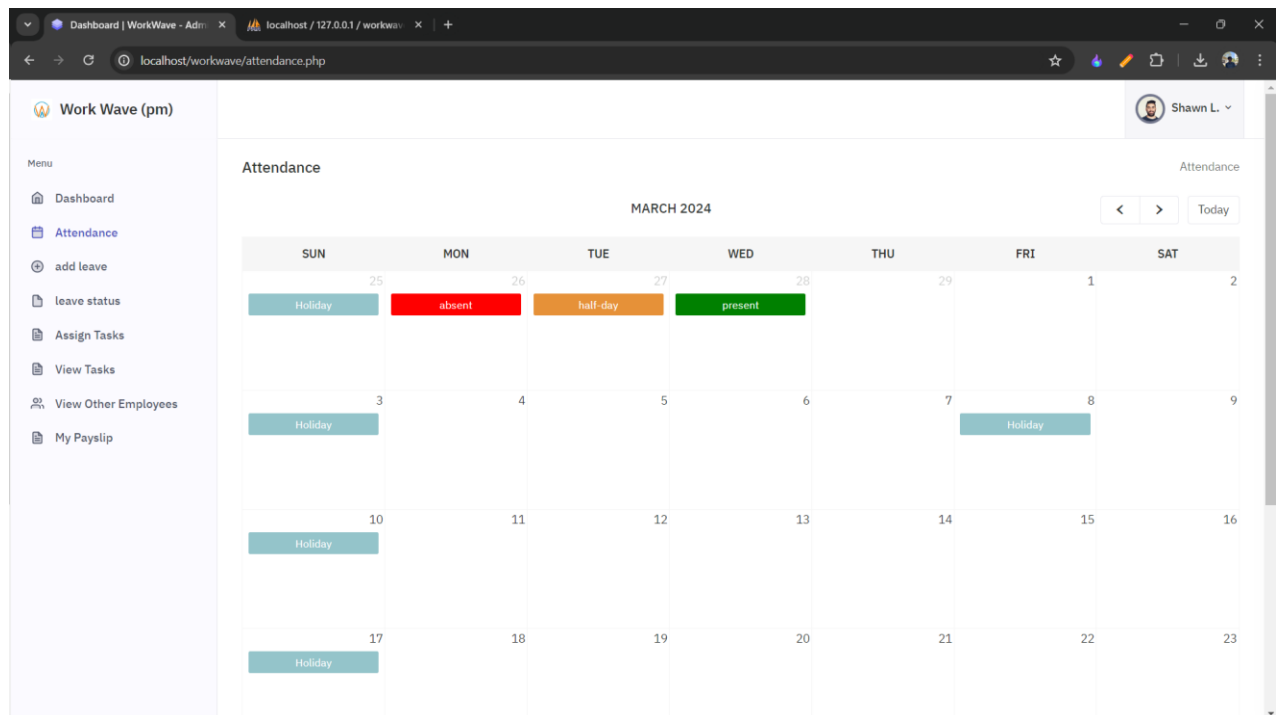 Dashboard | WorkWave - Adm
localhost / 127.0.0.1 / workwav
localhost/workwave/attendance.php
Work Wave (pm)
Shawn L.
Menu
Dashboard
Attendance
add leave
leave status
Assign Tasks
View Tasks
View Other Employees
My Payslip
Attendance
Attendance
MARCH 2024
Today
SUN MON TUE WED THU FRI SAT
25 26 27 28 29 1 2
Holiday absent half-day present
3 4 5 6 7 8 9
Holiday Holiday
10 11 12 13 14 15 16
Holiday
17 18 19 20 21 22 23
Holiday